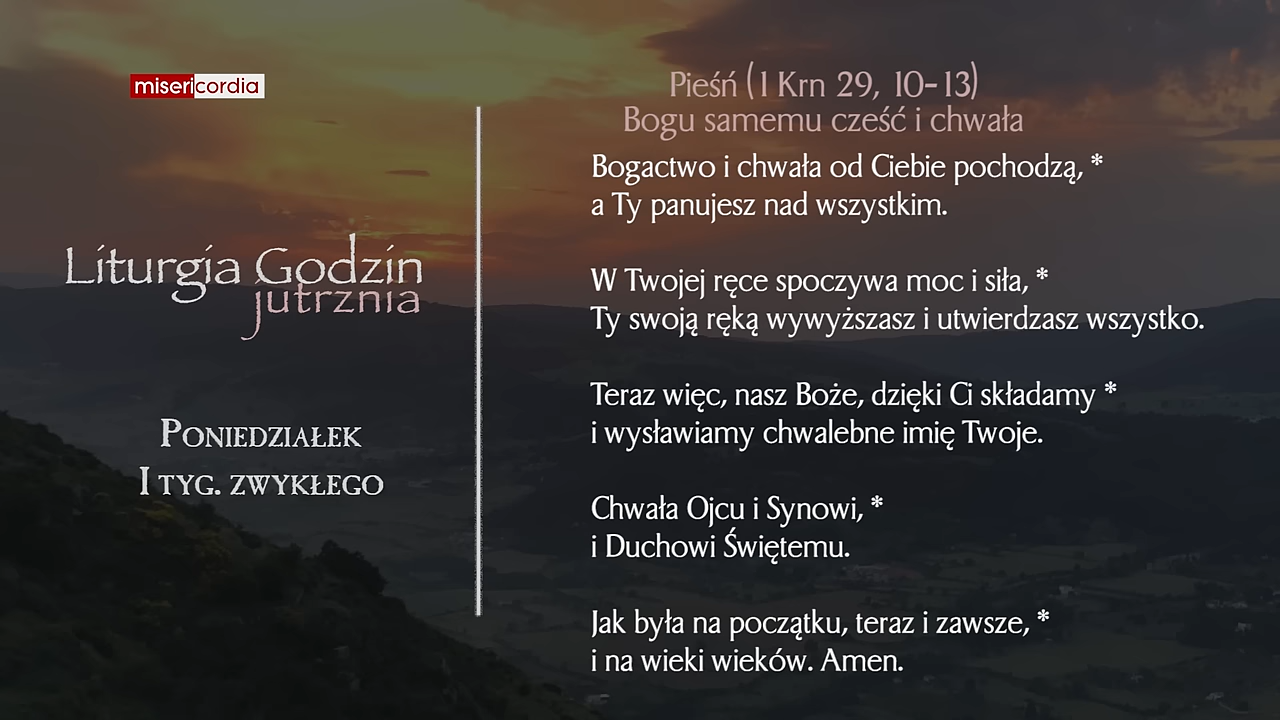 misericordia
Liturgia Godzin
jutrznia
Poniedziałek
I tyg. zwykłego
Pieśń (1 Krn 29, 10-13)
Bogu samemu cześć i chwała
Bogactwo i chwała od Ciebie pochodzą, *
a Ty panujesz nad wszystkim.
W Twojej ręce spoczywa moc i siła, *
Ty swoją ręką wywyższasz i utwierdzasz wszystko.
Teraz więc, nasz Boże, dzięki Ci składamy *
i wysławiamy chwalebne imię Twoje.
Chwała Ojcu i Synowi, *
i Duchowi Świętemu.
Jak była na początku, teraz i zawsze, *
i na wieki wieków. Amen.